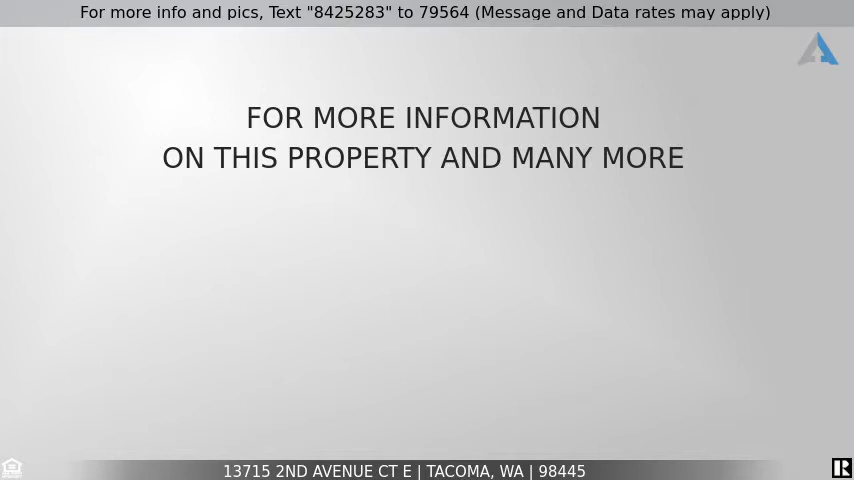 For more info and pics, Text "8425283" to 79564 (Message and Data rates may apply)
FOR MORE INFORMATION
ON THIS PROPERTY AND MANY MORE
13715 2ND AVENUE CT E | TACOMA, WA | 98445